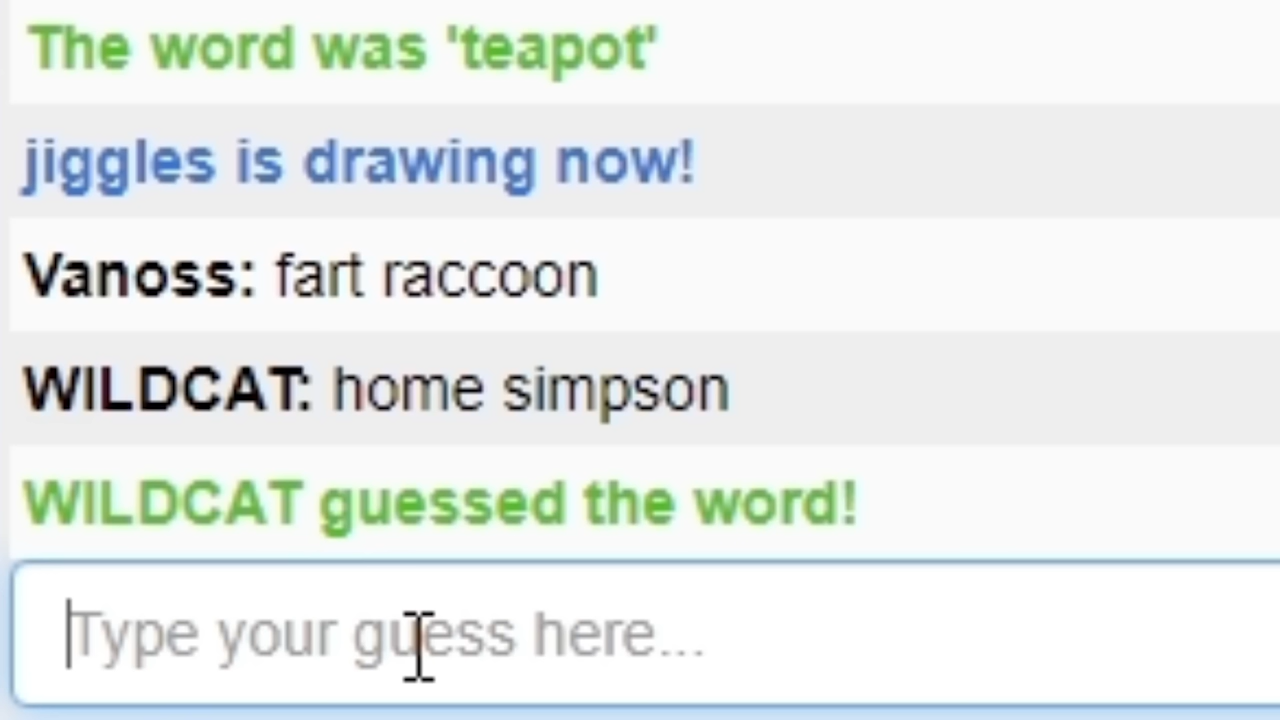 The word was 'teapot'
jiggles is drawing now!
Vanoss: fart raccoon
WILDCAT: home simpson
WILDCAT guessed the word!
Type your guess here...